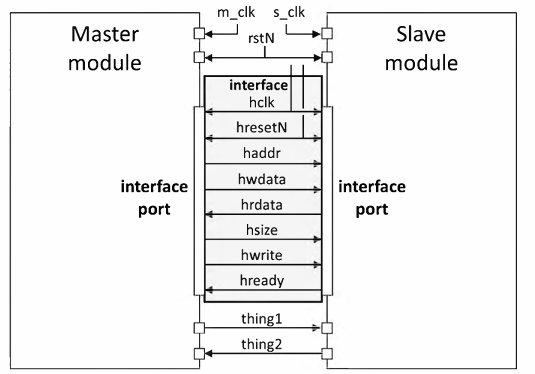 m_clk s_clk
Master module
rstN
Slave module
interface
hclk
hresetN
haddr
hwdata
hrdata
hsize
hwrite
hready
interface port
interface port
thing1
thing2